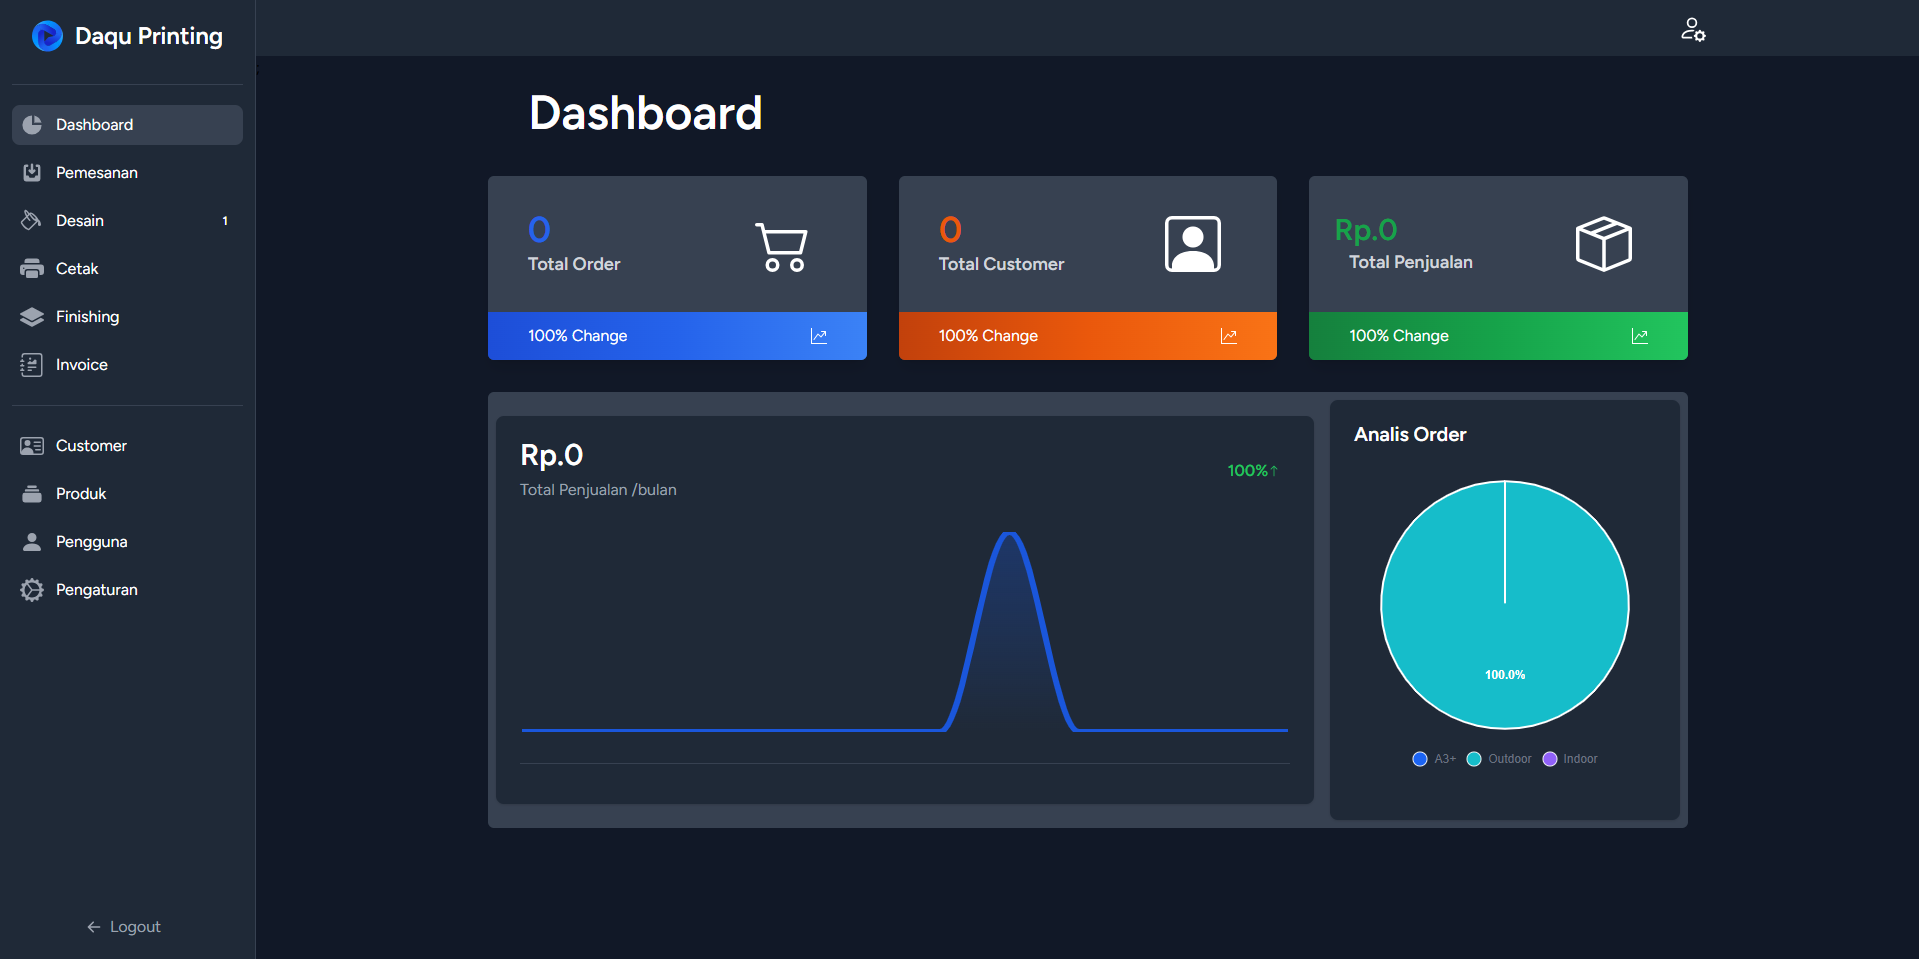 Daqu Printing
Dashboard
Pemesanan
Desain 1
Cetak
Finishing
Invoice
Customer
Produk
Pengguna
Pengaturan
Logout
Dashboard
0
Total Order
100% Change
0
Total Customer
100% Change
Rp.0
Total Penjualan
100% Change
Rp.0
Total Penjualan /bulan
100%↑
Analis Order
100.0%
A3+ Outdoor Indoor